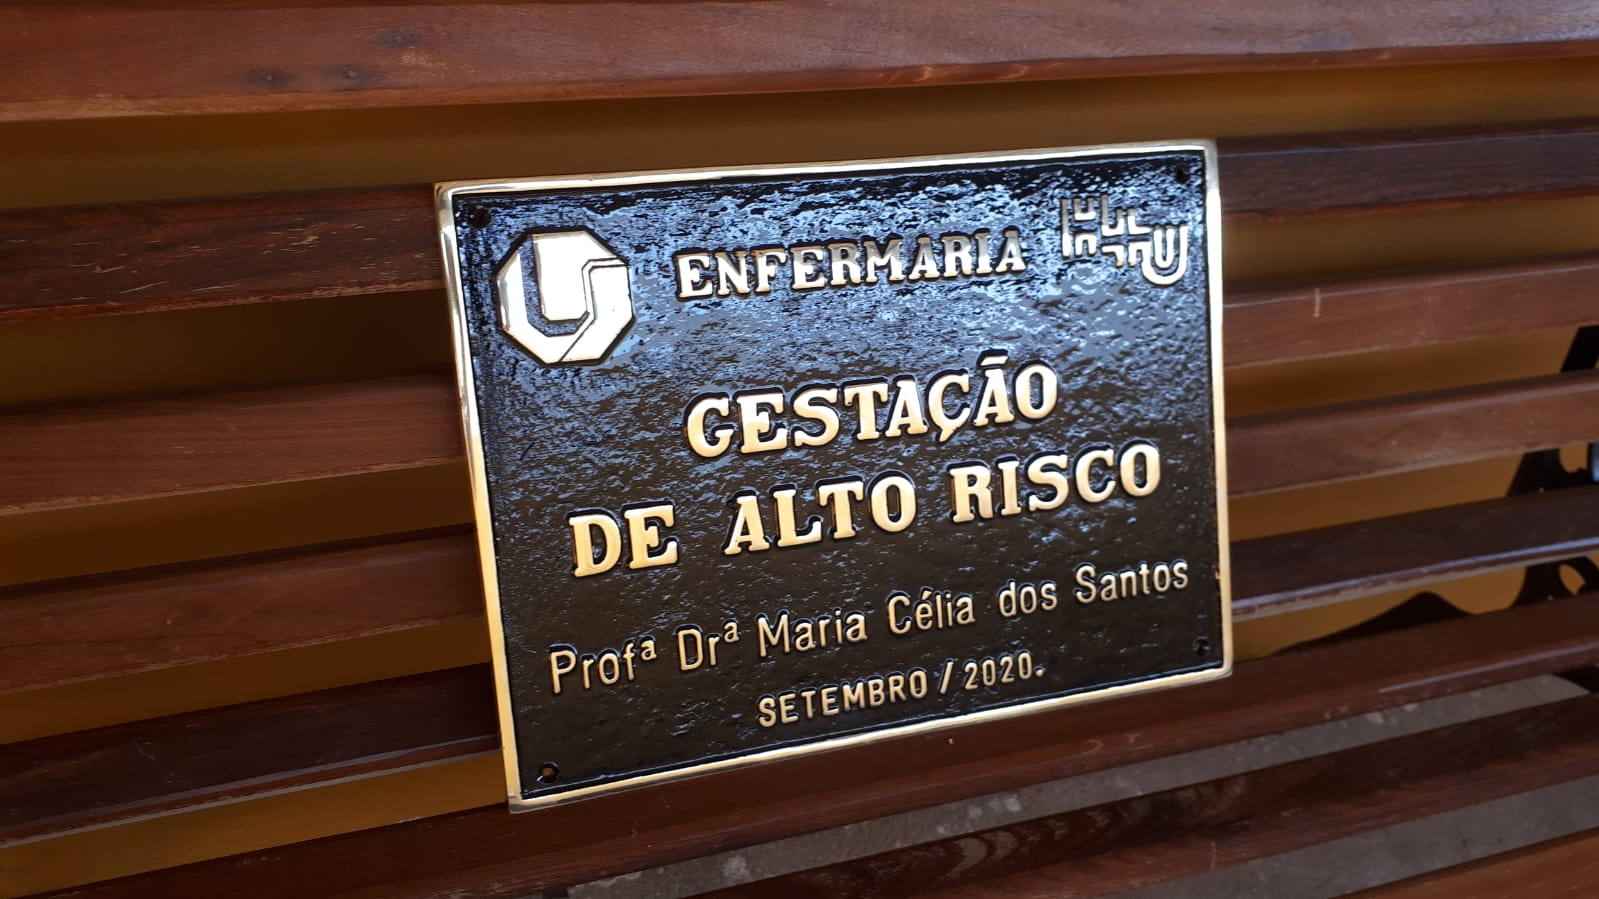 ENFERMARIA
GESTAÇÃO
DE ALTO RISCO
Profª Drª Maria Célia dos Santos
SETEMBRO / 2020.